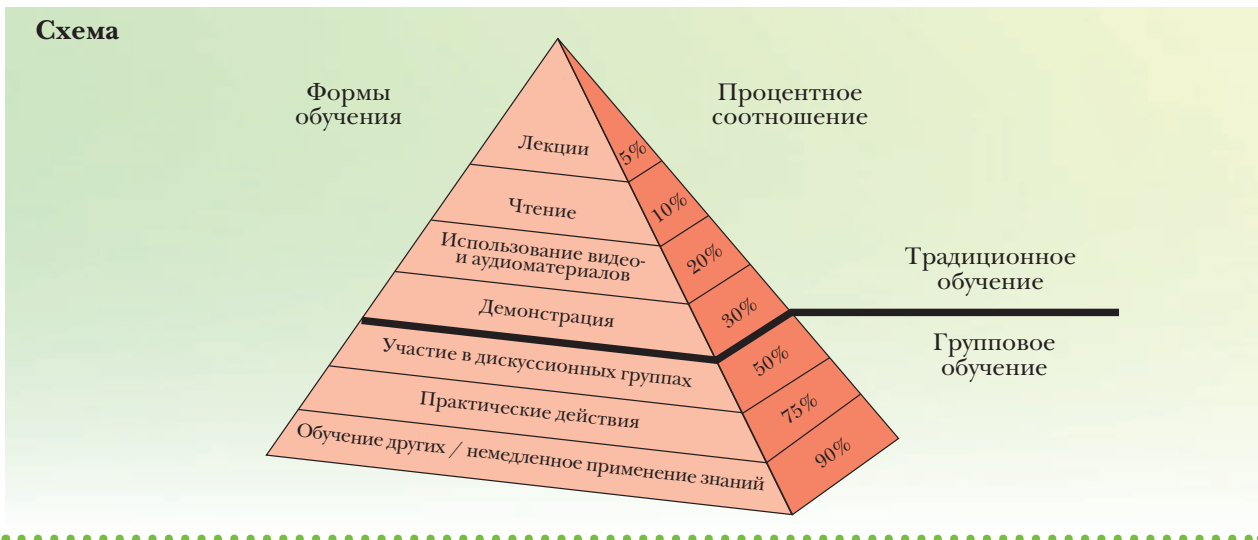 Схема
Формы
обучения
Процентное
соотношение
Лекции
5%
Чтение
10%
Использование видео-
и аудиоматериалов
20%
Демонстрация
30%
Традиционное
обучение
Групповое
обучение
Участие в дискуссионных группах
50%
Практические действия
75%
Обучение других / немедленное применение знаний
90%